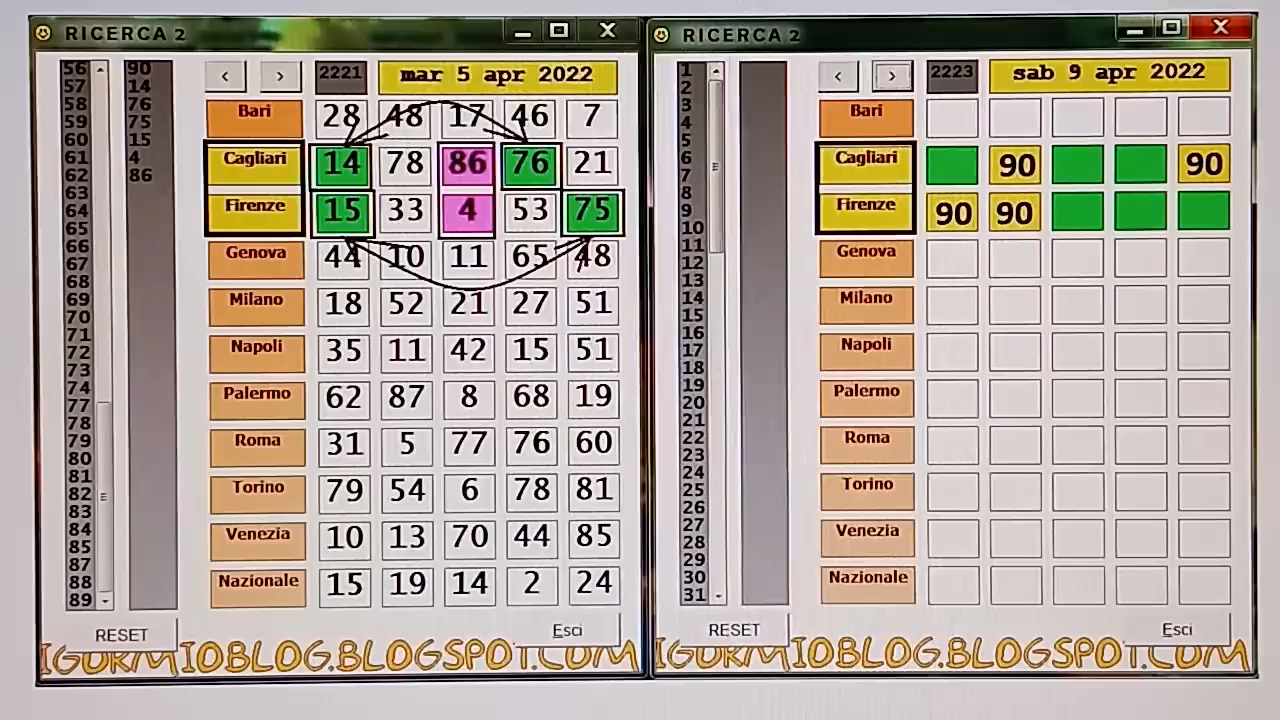 RICERCA 2
56 57 58 59 60 61 62 63 64 65 66 67 68 69 70 71 72 73 74 77 78 79 80 81 82 83 84 85 87 88 89
90 14 76 75 15 4 86
< > 2221 mar 5 apr 2022
Bari 28 48 17 46 7
Cagliari 14 78 86 76 21
Firenze 15 33 4 53 75
Genova 44 10 11 65 48
Milano 18 52 21 27 51
Napoli 35 11 42 15 51
Palermo 62 87 8 68 19
Roma 31 5 77 76 60
Torino 79 54 6 78 81
Venezia 10 13 70 44 85
Nazionale 15 19 14 2 24
RESET Esci
IGORMIOBLOG.BLOGSPOT.COM
RICERCA 2
1 2 3 4 5 6 7 8 9 10 11 12 13 14 15 16 17 18 19 20 21 22 23 24 25 26 27 28 29 30 31
< > 2223 sab 9 apr 2022
Bari
Cagliari 90 90
Firenze 90 90
Genova
Milano
Napoli
Palermo
Roma
Torino
Venezia
Nazionale
RESET Esci
IGORMIOBLOG.BLOGSPOT.COM